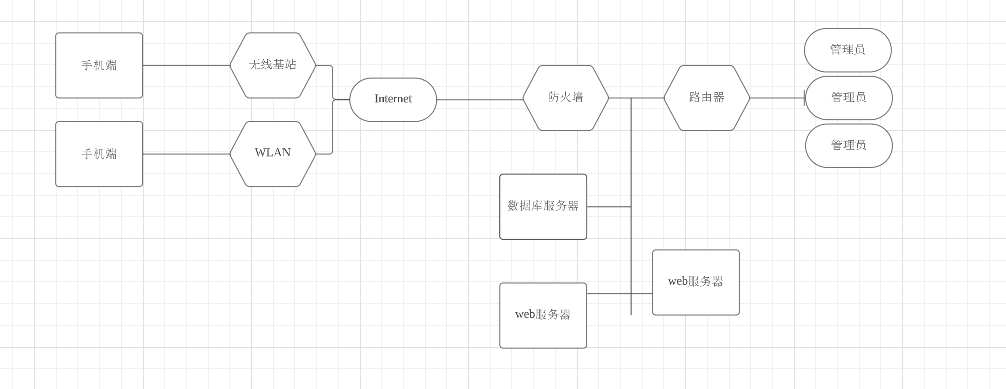 手机端
无线基站
手机端
WLAN
Internet
防火墙
路由器
管理员
管理员
管理员
数据库服务器
web服务器
web服务器